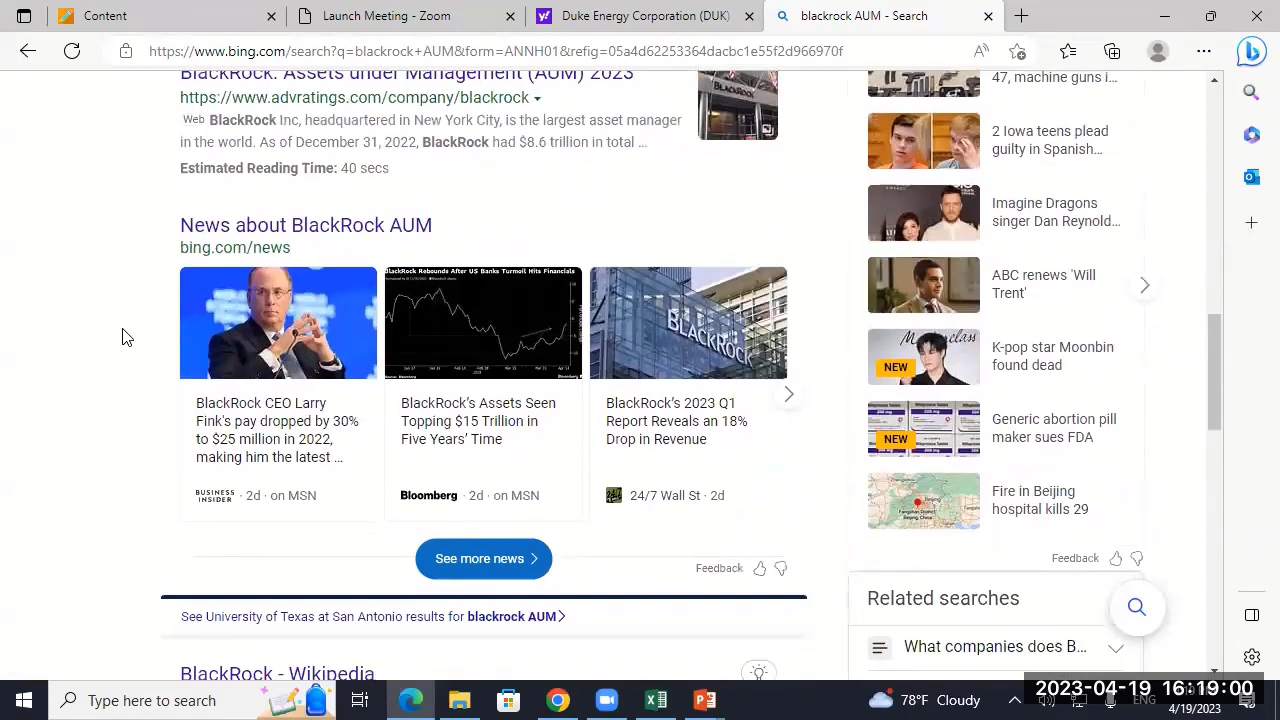 Content
Launch Meeting - Zoom
Duke Energy Corporation (DUK)
blackrock AUM - Search
https://www.bing.com/search?q=blackrock+AUM&form=ANNH01&refig=05a4d62253364dacbc1e55f2d966970f
BlackRock: Assets under Management (AUM) 2023
https://www.advratings.com/company/blackrock
Web BlackRock Inc, headquartered in New York City, is the largest asset manager
in the world. As of December 31, 2022, BlackRock had $8.6 trillion in total ...
Estimated Reading Time: 40 secs
News about BlackRock AUM
bing.com/news
BlackRock Rebounds After US Banks Turmoil Hits Financials
BLACKROCK
BlackRock CEO Larry
to $25 in 2022,
the latest ...
BUSINESS INSIDER · 2d · on MSN
BlackRock's Assets Seen
Topping $15 Trillion in
Five Years' Time
Bloomberg · 2d · on MSN
BlackRock's 2023 Q1
Report Reveals an 18%
Drop in Revenue
24/7 Wall St · 2d
See more news
Feedback
See University of Texas at San Antonio results for blackrock AUM
BlackRock - Wikipedia
47, machine guns i...
2 Iowa teens plead
guilty in Spanish...
Imagine Dragons
singer Dan Reynold...
ABC renews 'Will
Trent'
NEW
K-pop star Moonbin
found dead
NEW
Generic abortion pill
maker sues FDA
Fire in Beijing
hospital kills 29
Feedback
Related searches
What companies does B...
Type here to search
78°F Cloudy
ENG
2023-04-19 16:19:00
4/19/2023